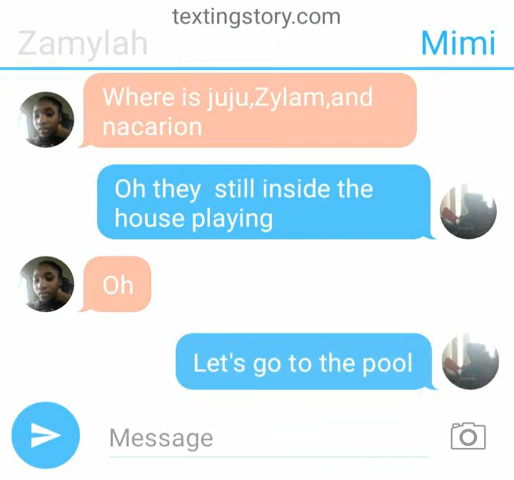 textingstory.com
Zamylah
Mimi
Where is juju,Zylam,and
nacarion
Oh they  still inside the
house playing
Oh
Let's go to the pool
Message